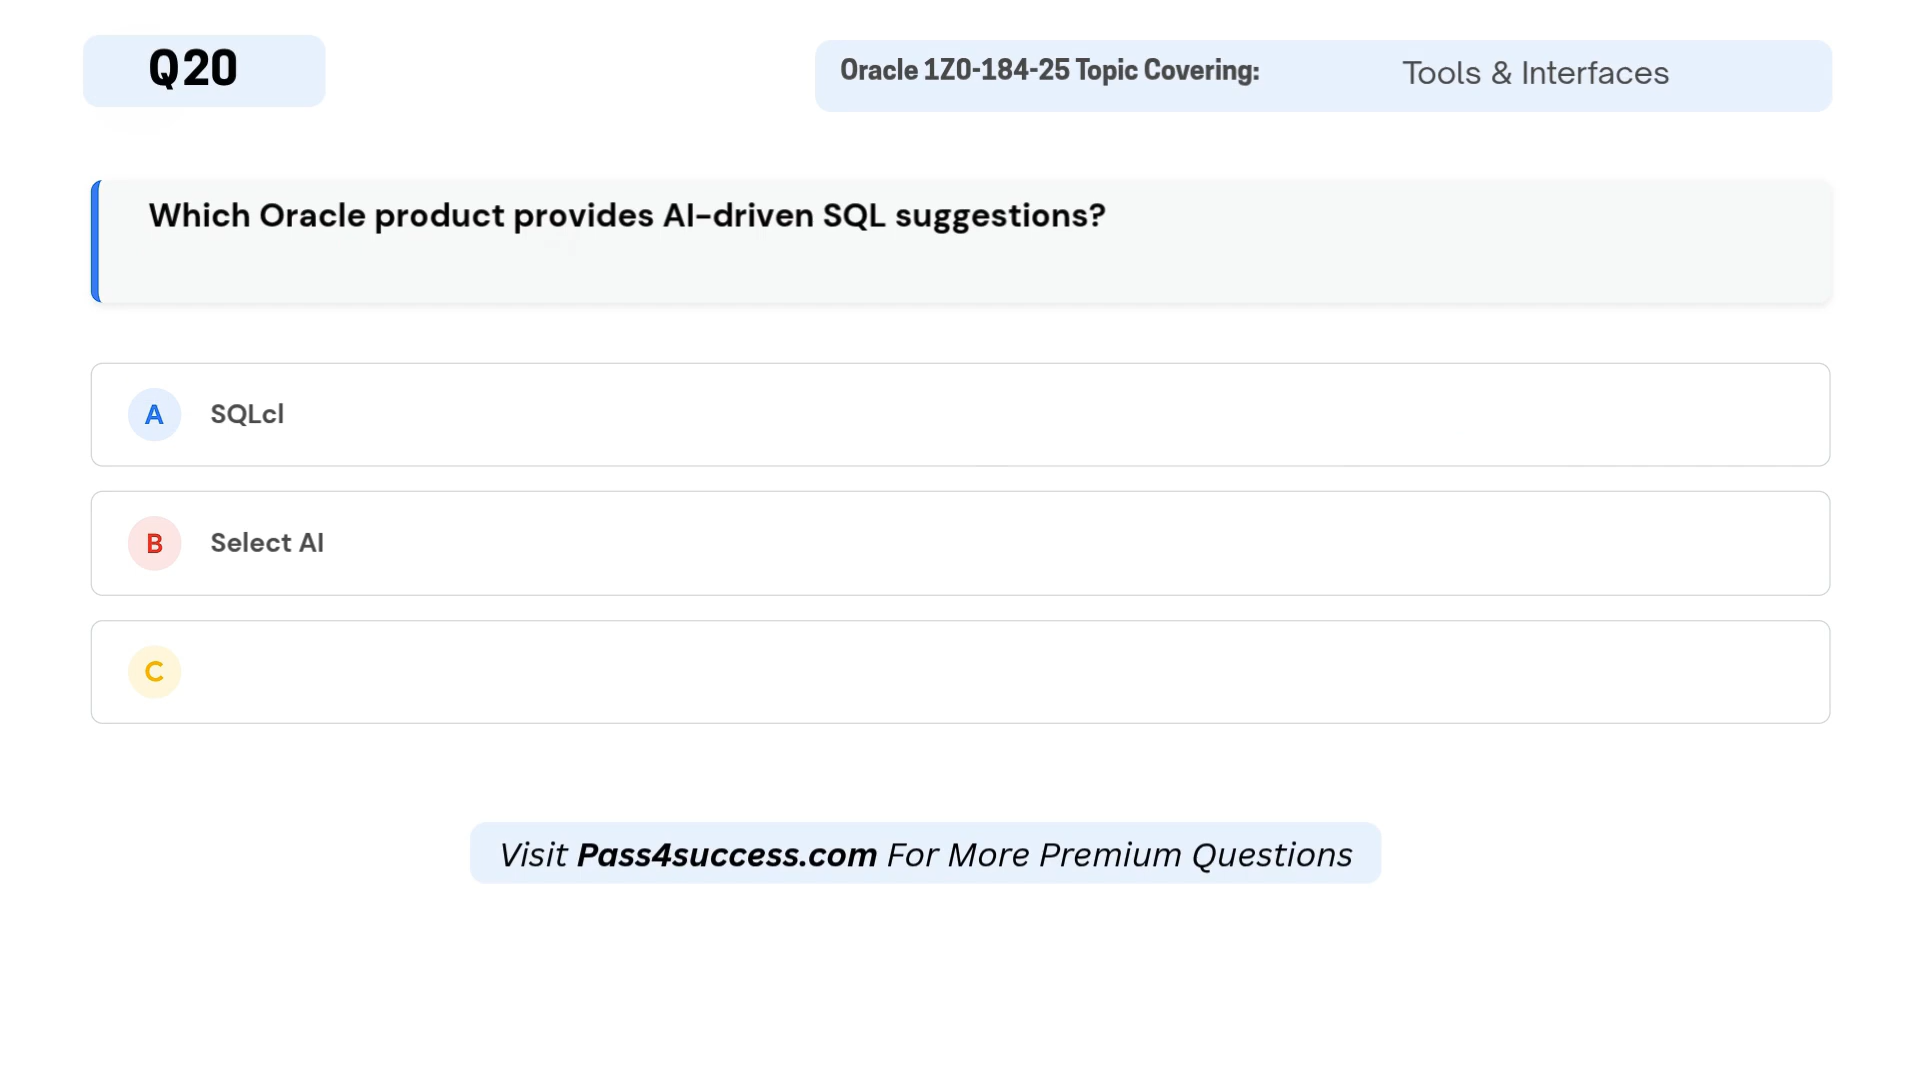 Q20
Oracle 1Z0-184-25 Topic Covering: Tools & Interfaces
Which Oracle product provides AI-driven SQL suggestions?
A SQLcl
B Select AI
C
Visit Pass4success.com For More Premium Questions